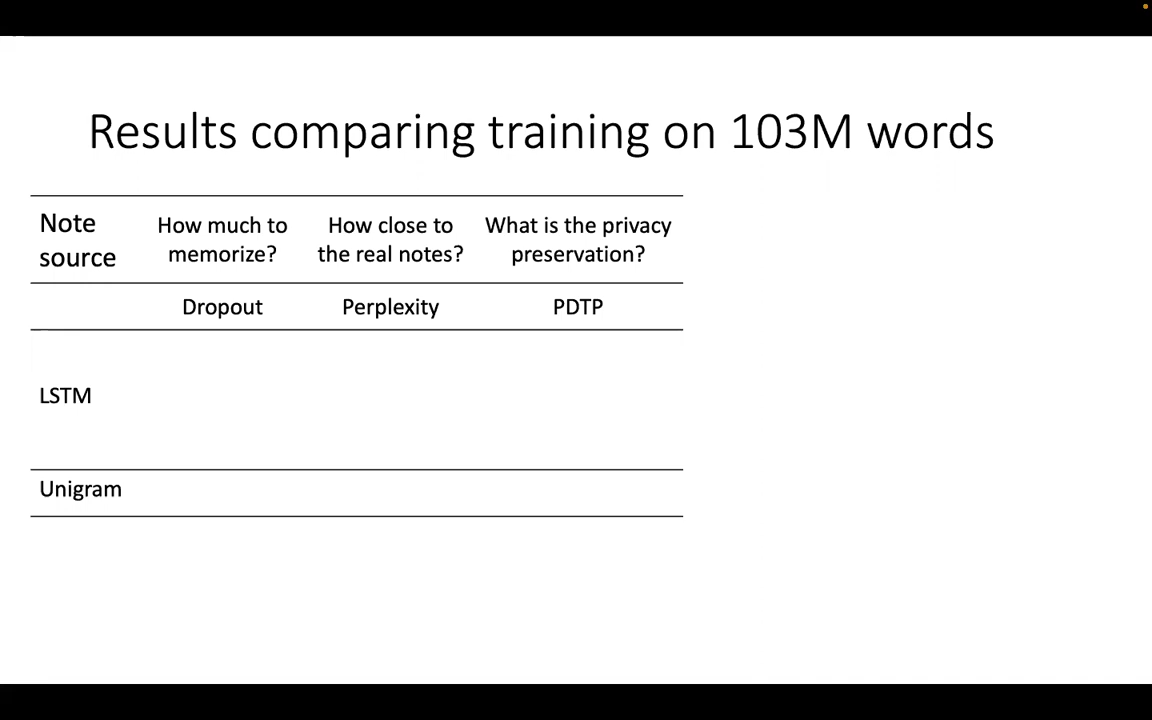 Results comparing training on 103M words
Note source
How much to memorize?
How close to the real notes?
What is the privacy preservation?
Dropout
Perplexity
PDTP
LSTM
Unigram